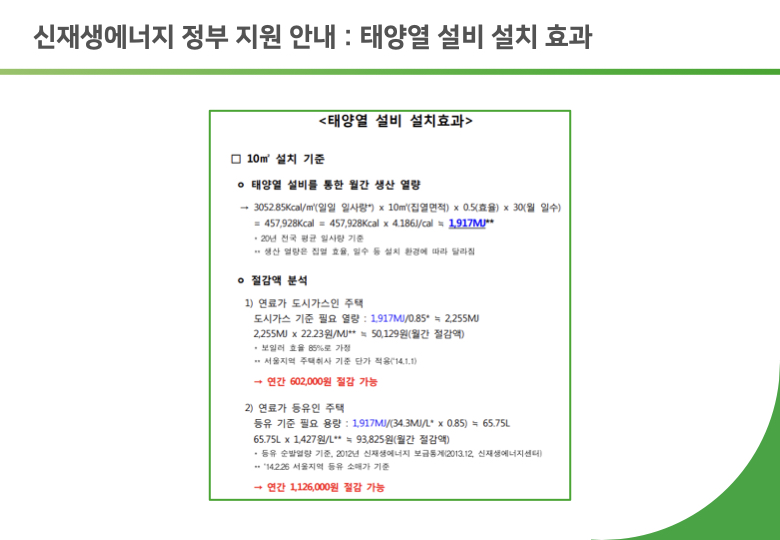 신재생에너지 정부 지원 안내 : 태양열 설비 설치 효과
<태양열 설비 설치효과>
□ 10㎡ 설치 기준
ㅇ 태양열 설비를 통한 월간 생산 열량
→ 3052.85Kcal/㎡(일일 일사량*) x 10㎡(집열면적) x 0.5(효율) x 30(월 일수)
= 457,928Kcal = 457,928Kcal x 4.186J/cal ≒ 1,917MJ**
* 20년 전국 평균 일사량 기준
** 생산 열량은 집열 효율, 일수 등 설치 환경에 따라 달라짐
ㅇ 절감액 분석
1) 연료가 도시가스인 주택
도시가스 기준 필요 열량 : 1,917MJ/0.85* ≒ 2,255MJ
2,255MJ x 22.23원/MJ** ≒ 50,129원(월간 절감액)
* 보일러 효율 85%로 가정
** 서울지역 주택취사 기준 단가 적용('14.1.1)
→ 연간 602,000원 절감 가능
2) 연료가 등유인 주택
등유 기준 필요 용량 : 1,917MJ/(34.3MJ/L* x 0.85) ≒ 65.75L
65.75L x 1,427원/L** ≒ 93,825원(월간 절감액)
* 등유 순발열량 기준, 2012년 신재생에너지 보급통계(2013.12, 신재생에너지센터)
** '14.2.26 서울지역 등유 소매가 기준
→ 연간 1,126,000원 절감 가능